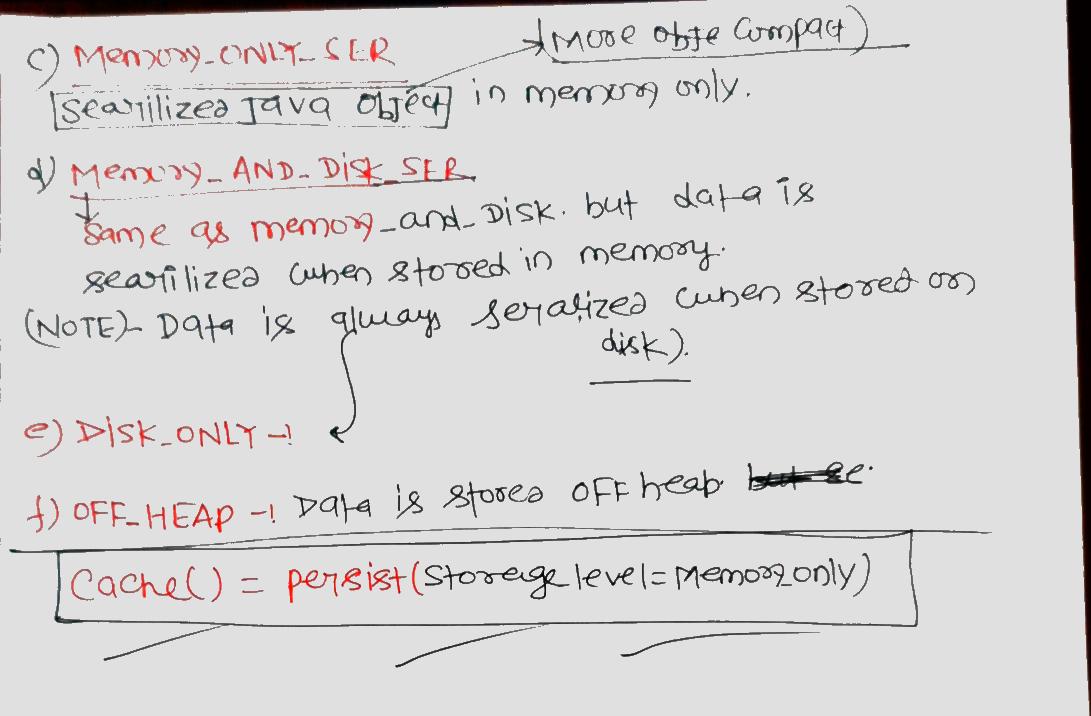 ↓More obje Compact)
c) Memory_ONLY_SER
[Searilized Java Object] in memory only.
d) Memory_AND_Disk_SER
Same as memory_and_Disk. but data is
searilized when stored in memory.
(NOTE)- Data is always seralized when stored on
disk).
e) DISK_ONLY -!
f) OFF_HEAP -! Data is stored OFF heap
Cache() = persist(Storage level=Memory only)